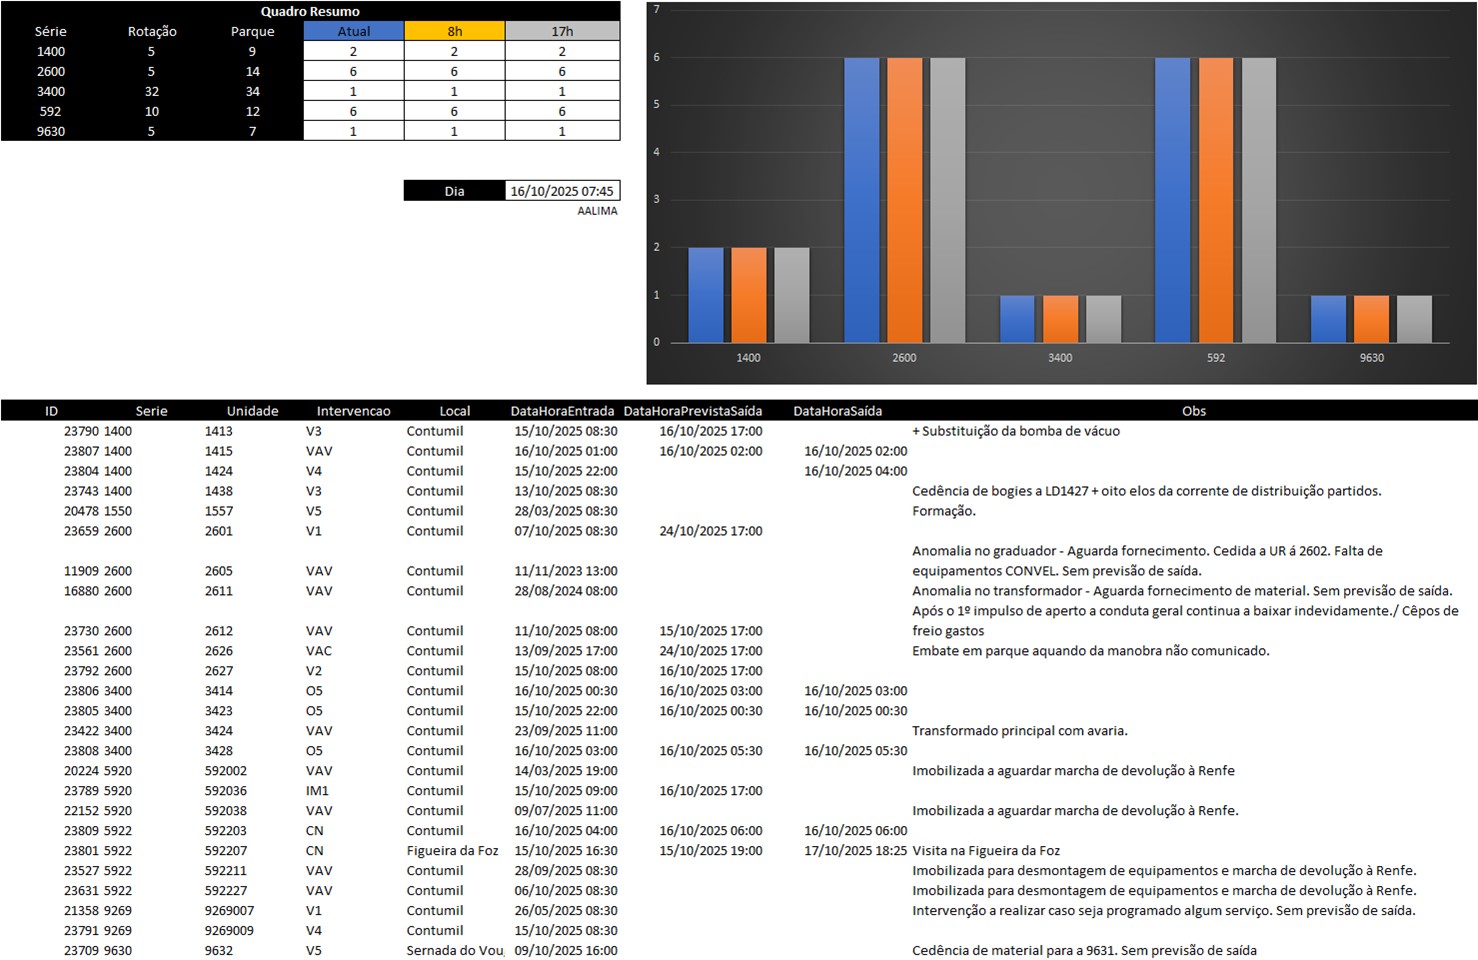 Quadro Resumo
Série Rotação Parque Atual 8h 17h
1400 5 9 2 2 2
2600 5 14 6 6 6
3400 32 34 1 1 1
592 10 12 6 6 6
9630 5 7 1 1 1
Dia 16/10/2025 07:45
AALIMA
7
6
5
4
3
2
1
0
1400 2600 3400 592 9630
ID Serie Unidade Intervencao Local DataHoraEntrada DataHoraPrevistaSaída DataHoraSaída Obs
23790 1400 1413 V3 Contumil 15/10/2025 08:30 16/10/2025 17:00 + Substituição da bomba de vácuo
23807 1400 1415 VAV Contumil 16/10/2025 01:00 16/10/2025 02:00 16/10/2025 02:00
23804 1400 1424 V4 Contumil 15/10/2025 22:00 16/10/2025 04:00
23743 1400 1438 V3 Contumil 13/10/2025 08:30 Cedência de bogies a LD1427 + oito elos da corrente de distribuição partidos.
20478 1550 1557 V5 Contumil 28/03/2025 08:30 Formação.
23659 2600 2601 V1 Contumil 07/10/2025 08:30 24/10/2025 17:00
Anomalia no graduador - Aguarda fornecimento. Cedida a UR á 2602. Falta de
11909 2600 2605 VAV Contumil 11/11/2023 13:00 equipamentos CONVEL. Sem previsão de saída.
16880 2600 2611 VAV Contumil 28/08/2024 08:00 Anomalia no transformador - Aguarda fornecimento de material. Sem previsão de saída.
Após o 1º impulso de aperto a conduta geral continua a baixar indevidamente./ Cêpos de
23730 2600 2612 VAV Contumil 11/10/2025 08:00 15/10/2025 17:00 freio gastos
23561 2600 2626 VAC Contumil 13/09/2025 17:00 24/10/2025 17:00 Embate em parque aquando da manobra não comunicado.
23792 2600 2627 V2 Contumil 15/10/2025 08:00 16/10/2025 17:00
23806 3400 3414 O5 Contumil 16/10/2025 00:30 16/10/2025 03:00 16/10/2025 03:00
23805 3400 3423 O5 Contumil 15/10/2025 22:00 16/10/2025 00:30 16/10/2025 00:30
23422 3400 3424 VAV Contumil 23/09/2025 11:00 Transformado principal com avaria.
23808 3400 3428 O5 Contumil 16/10/2025 03:00 16/10/2025 05:30 16/10/2025 05:30
20224 5920 592002 VAV Contumil 14/03/2025 19:00 Imobilizada a aguardar marcha de devolução à Renfe
23789 5920 592036 IM1 Contumil 15/10/2025 09:00 16/10/2025 17:00
22152 5920 592038 VAV Contumil 09/07/2025 11:00 Imobilizada a aguardar marcha de devolução à Renfe.
23809 5922 592203 CN Contumil 16/10/2025 04:00 16/10/2025 06:00 16/10/2025 06:00
23801 5922 592207 CN Figueira da Foz 15/10/2025 16:30 15/10/2025 19:00 17/10/2025 18:25 Visita na Figueira da Foz
23527 5922 592211 VAV Contumil 28/09/2025 08:30 Imobilizada para desmontagem de equipamentos e marcha de devolução à Renfe.
23631 5922 592227 VAV Contumil 06/10/2025 08:30 Imobilizada para desmontagem de equipamentos e marcha de devolução à Renfe.
21358 9269 9269007 V1 Contumil 26/05/2025 08:30 Intervenção a realizar caso seja programado algum serviço. Sem previsão de saída.
23791 9269 9269009 V4 Contumil 15/10/2025 08:30
23709 9630 9632 V5 Sernada do Vou 09/10/2025 16:00 Cedência de material para a 9631. Sem previsão de saída